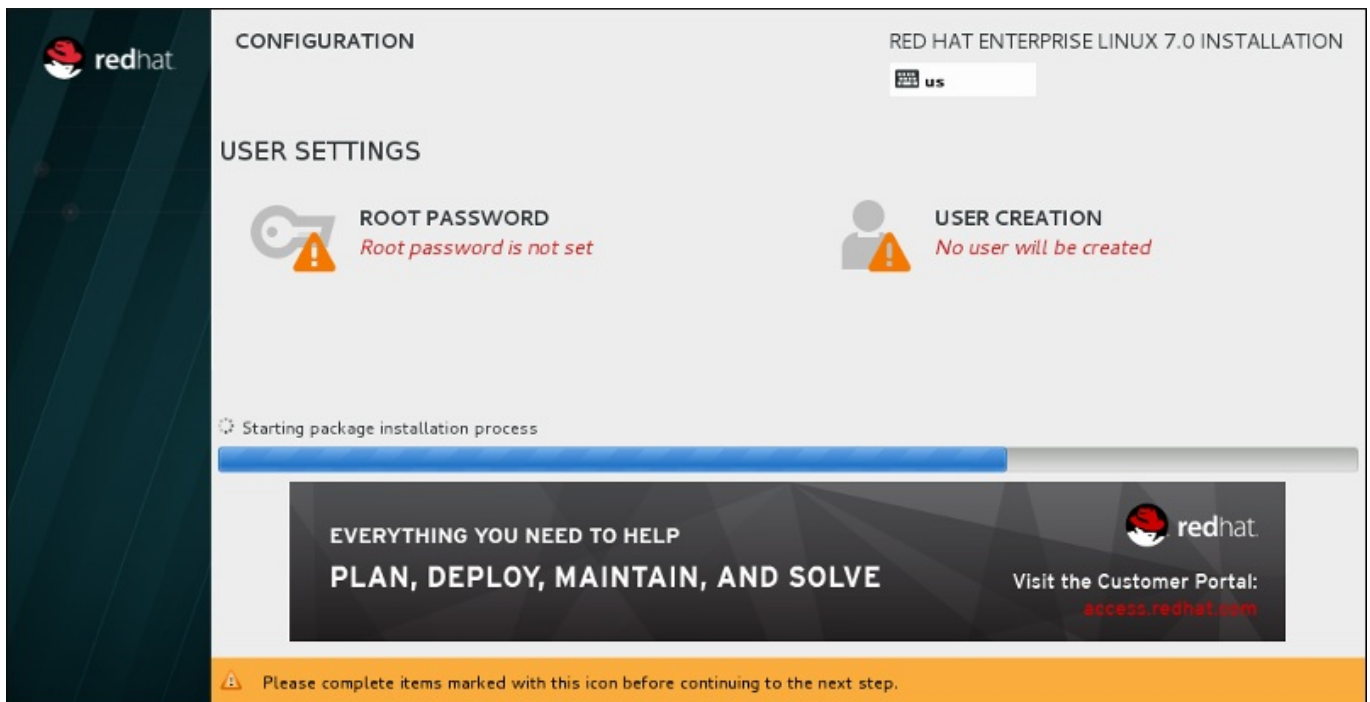 redhat
CONFIGURATION
RED HAT ENTERPRISE LINUX 7.0 INSTALLATION
us
USER SETTINGS
ROOT PASSWORD
Root password is not set
USER CREATION
No user will be created
Starting package installation process
EVERYTHING YOU NEED TO HELP
PLAN, DEPLOY, MAINTAIN, AND SOLVE
redhat.
Visit the Customer Portal:
access.redhat.com
Please complete items marked with this icon before continuing to the next step.